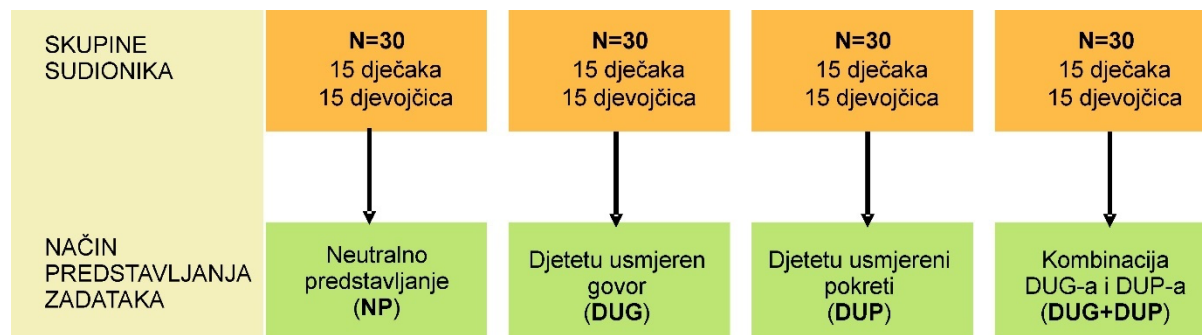 SKUPINE
SUDIONIKA
N=30
15 dječaka
15 djevojčica
N=30
15 dječaka
15 djevojčica
N=30
15 dječaka
15 djevojčica
N=30
15 dječaka
15 djevojčica
NAČIN
PREDSTAVLJANJA
ZADATAKA
Neutralno
predstavljanje
(NP)
Djetetu usmjeren
govor
(DUG)
Djetetu usmjereni
pokreti
(DUP)
Kombinacija
DUG-a i DUP-a
(DUG+DUP)